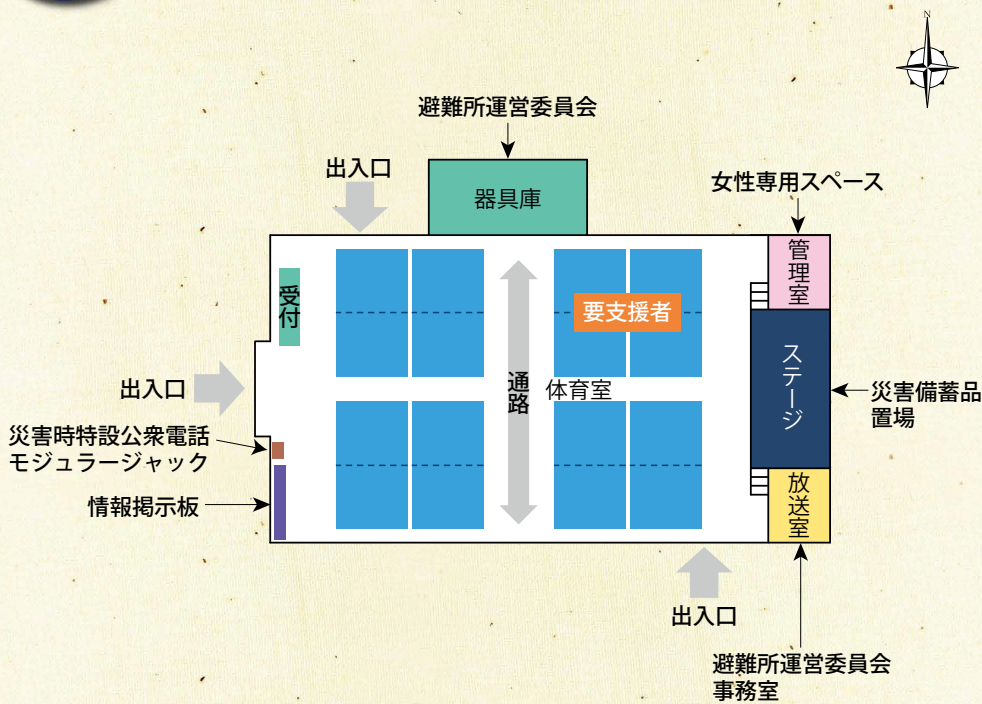 N
避難所運営委員会
出入口
器具庫
女性専用スペース
管理室
受付
要支援者
出入口
通路
体育室
ステージ
災害備蓄品
置場
災害時特設公衆電話
モジュラージャック
情報掲示板
放送室
出入口
避難所運営委員会
事務室